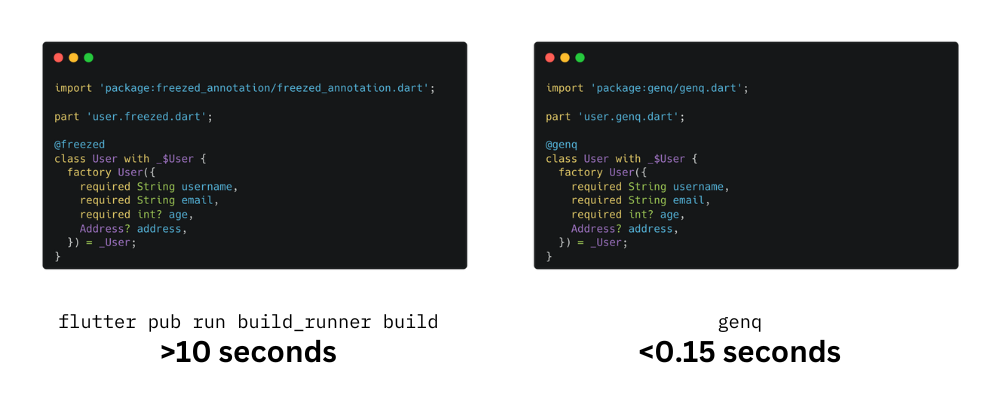 import 'package:freezed_annotation/freezed_annotation.dart';
part 'user.freezed.dart';
@freezed
class User with _$User {
  factory User({
    required String username,
    required String email,
    required int? age,
    Address? address,
  }) = _User;
}
flutter pub run build_runner build
>10 seconds
import 'package:genq/genq.dart';
part 'user.genq.dart';
@genq
class User with _$User {
  factory User({
    required String username,
    required String email,
    required int? age,
    Address? address,
  }) = _User;
}
genq
<0.15 seconds